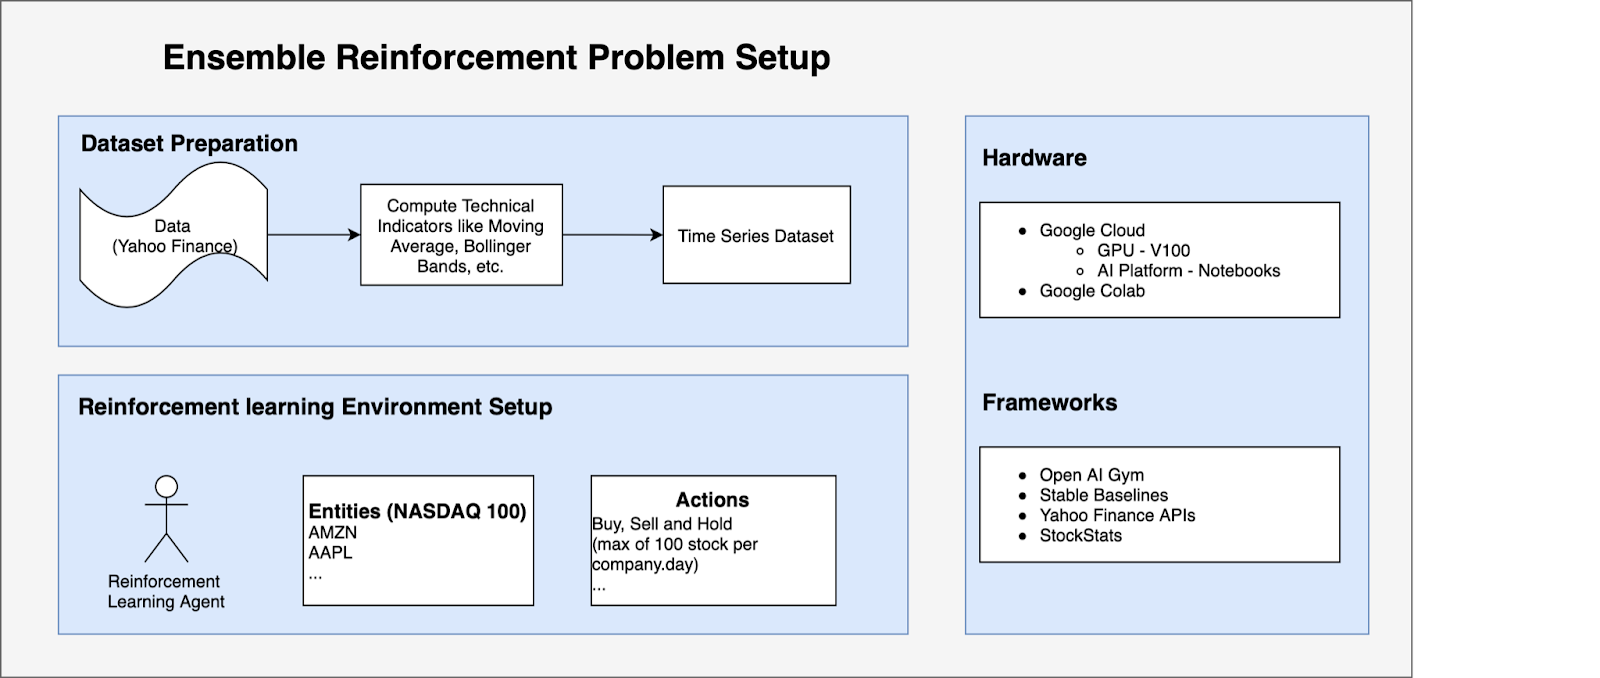 Ensemble Reinforcement Problem Setup
Dataset Preparation
Data
(Yahoo Finance)
Compute Technical
Indicators like Moving
Average, Bollinger
Bands, etc.
Time Series Dataset
Reinforcement learning Environment Setup
Reinforcement
Learning Agent
Entities (NASDAQ 100)
AMZN
AAPL
...
Actions
Buy, Sell and Hold
(max of 100 stock per
company.day)
...
Hardware
Google Cloud
GPU - V100
AI Platform - Notebooks
Google Colab
Frameworks
Open AI Gym
Stable Baselines
Yahoo Finance APIs
StockStats